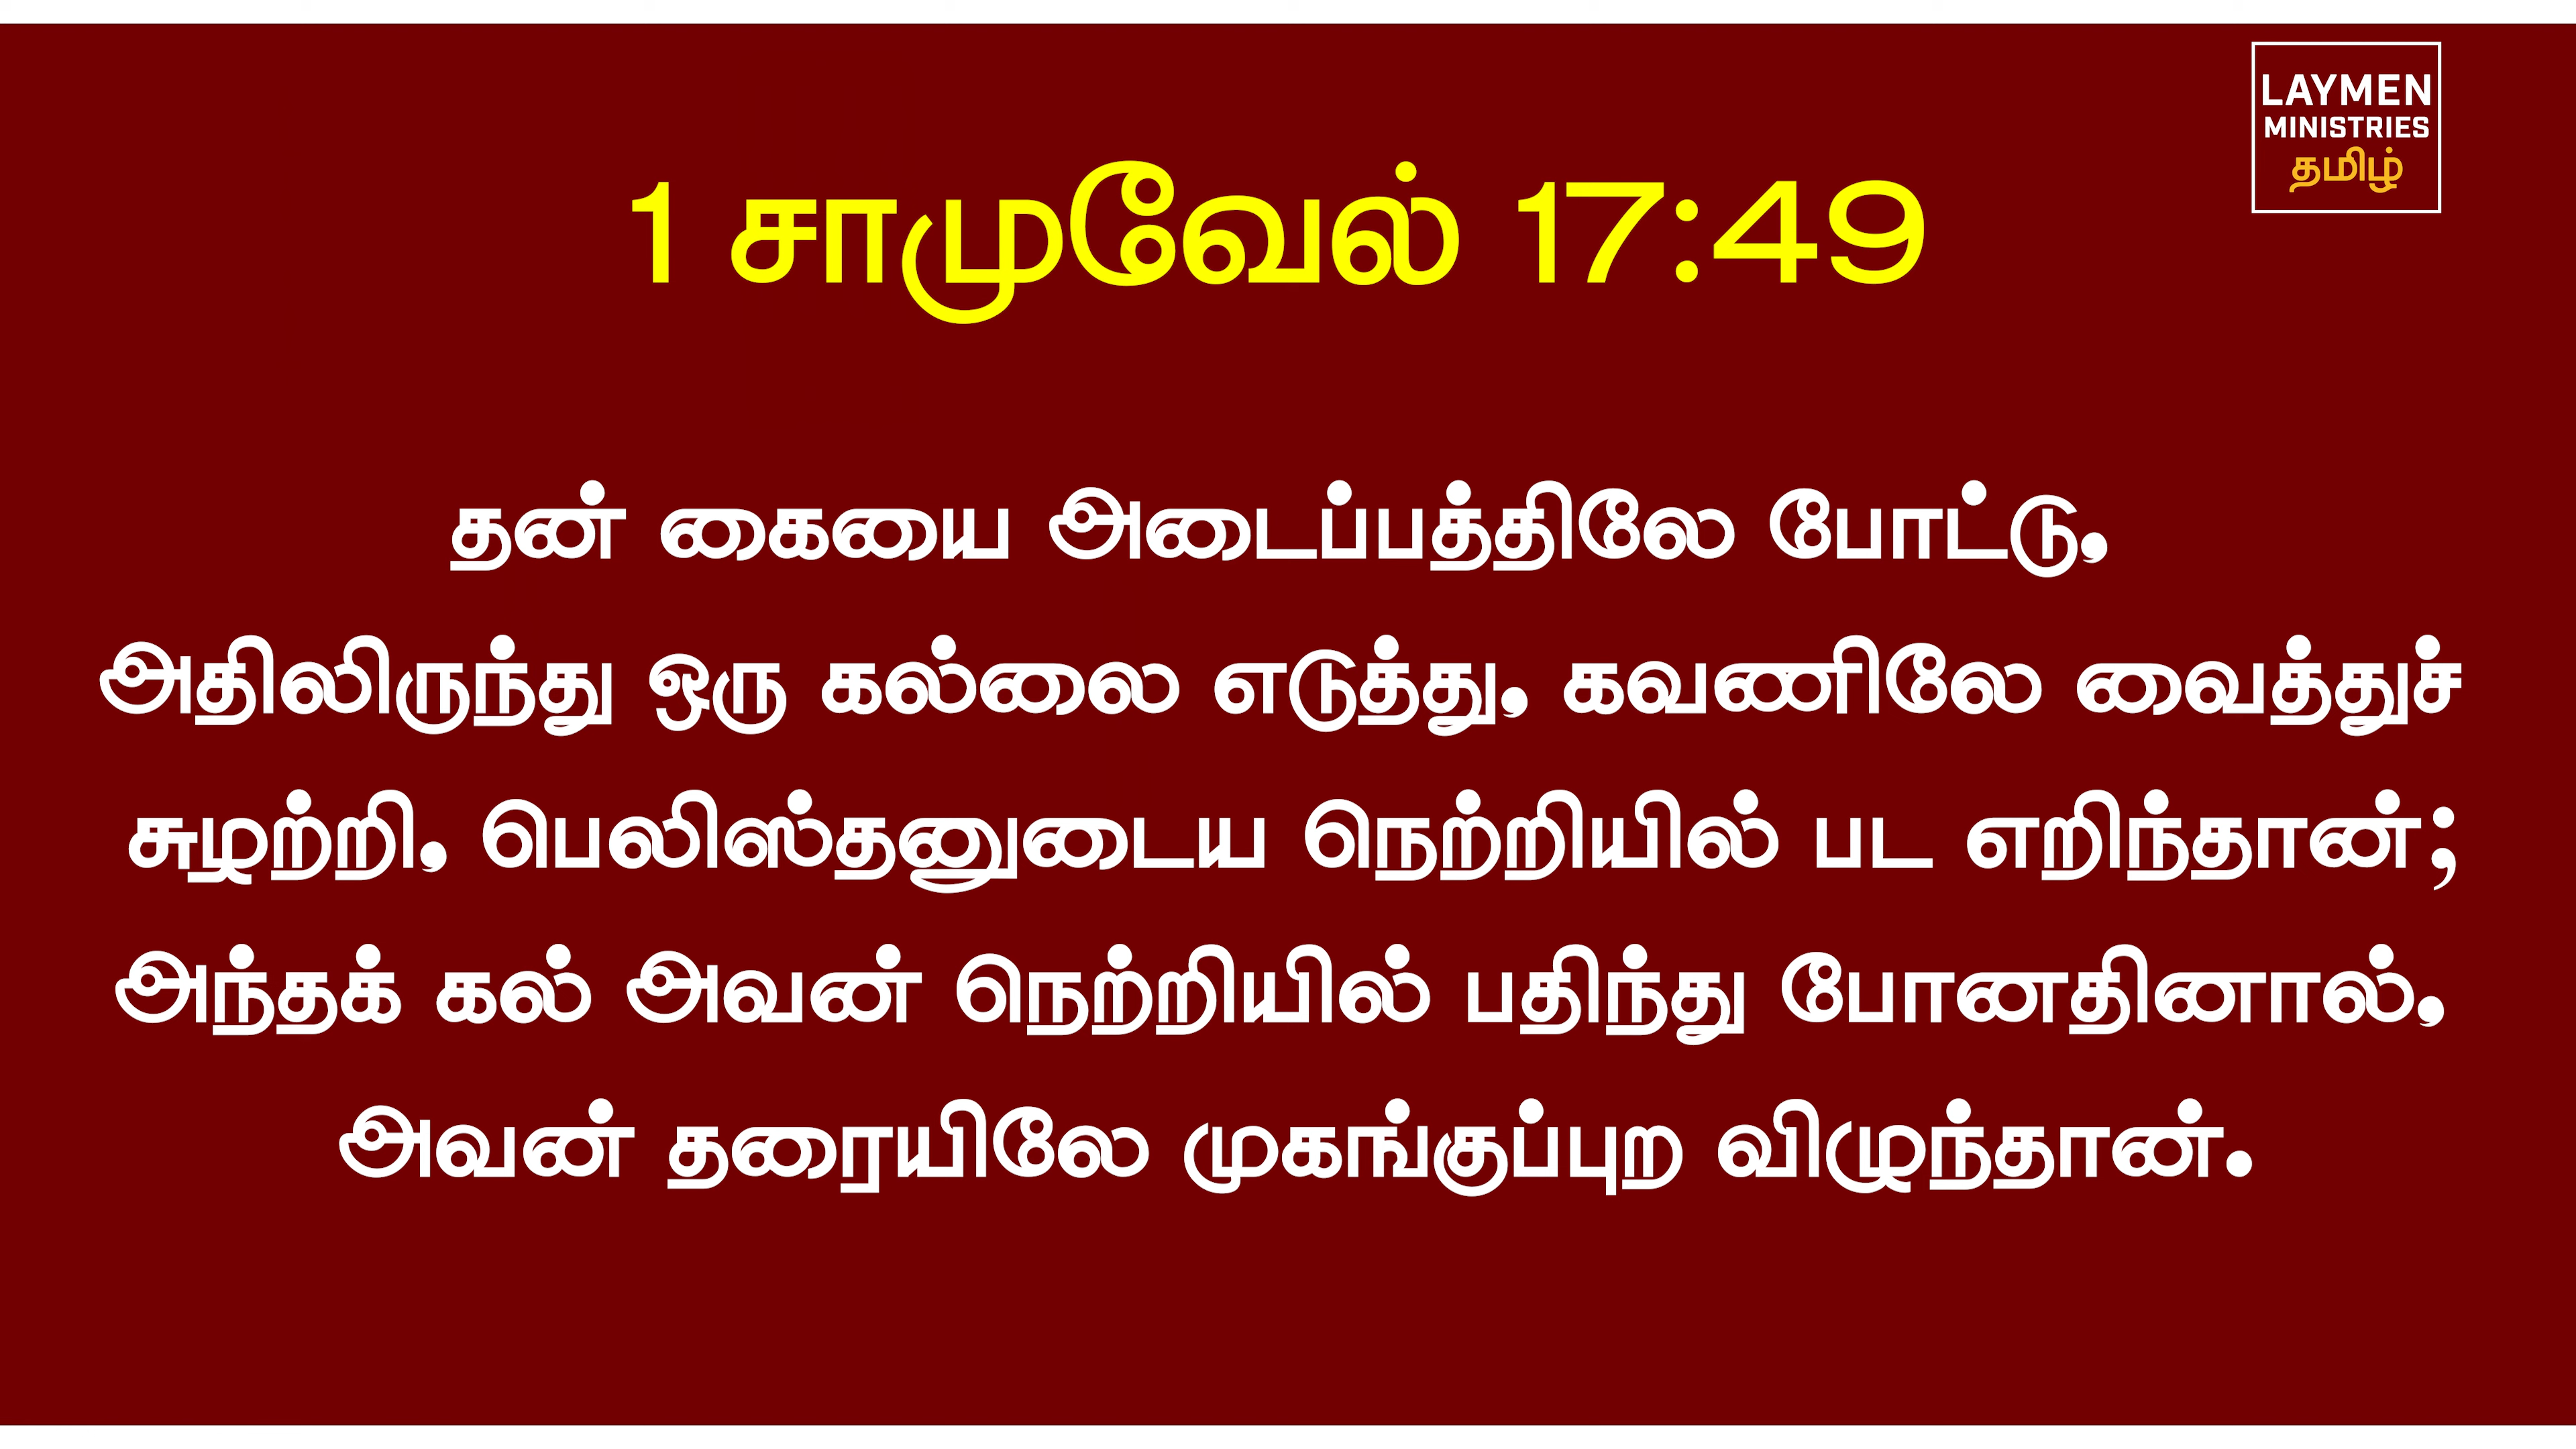 LAYMEN
MINISTRIES
தமிழ்
1 சாமுவேல் 17:49
தன் கையை அடைப்பத்திலே போட்டு,
அதிலிருந்து ஒரு கல்லை எடுத்து, கவணிலே வைத்துச்
சுழற்றி, பெலிஸ்தனுடைய நெற்றியில் பட எறிந்தான்;
அந்தக் கல் அவன் நெற்றியில் பதிந்து போனதினால்,
அவன் தரையிலே முகங்குப்புற விழுந்தான்.